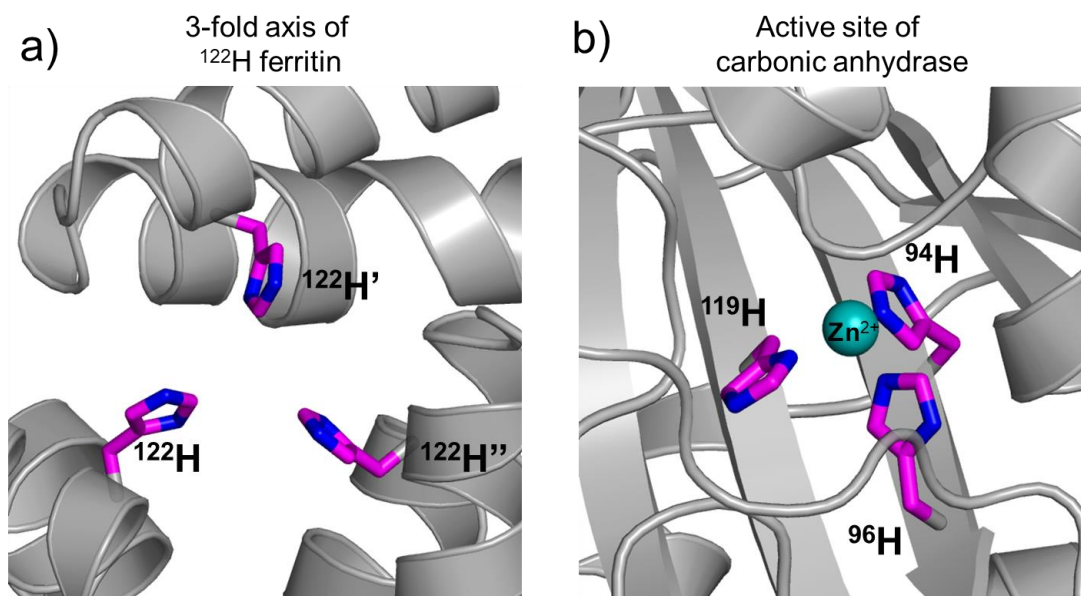 a)
3-fold axis of
¹²²H ferritin
¹²²H’
¹²²H
¹²²H’’
b)
Active site of
carbonic anhydrase
⁹⁴H
¹¹⁹H
Zn²⁺
⁹⁶H